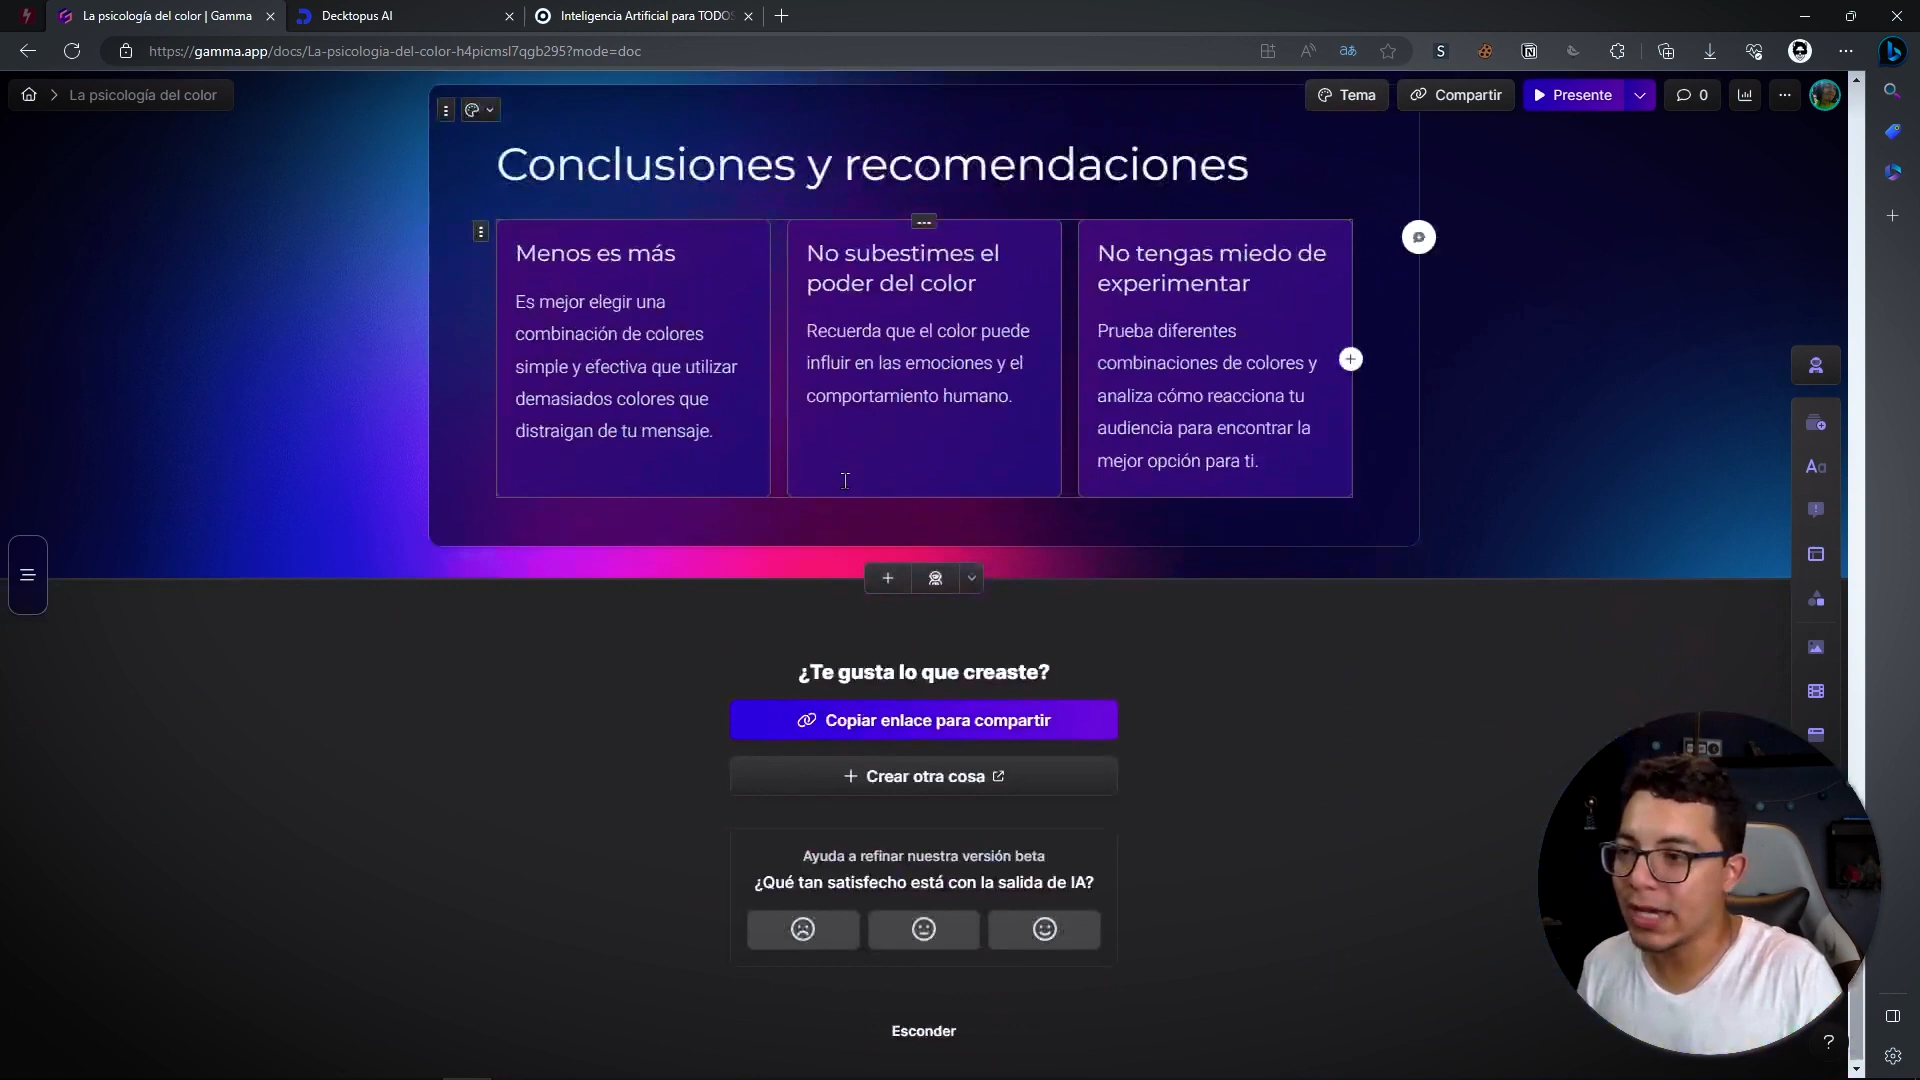 La psicología del color | Gamma
Decktopus AI
Inteligencia Artificial para TODOS
https://gamma.app/docs/La-psicologia-del-color-h4picmsl7qgb295?mode=doc
La psicología del color
Tema
Compartir
Presente
0
Conclusiones y recomendaciones
Menos es más
Es mejor elegir una
combinación de colores
simple y efectiva que utilizar
demasiados colores que
distraigan de tu mensaje.
No subestimes el
poder del color
Recuerda que el color puede
influir en las emociones y el
comportamiento humano.
No tengas miedo de
experimentar
Prueba diferentes
combinaciones de colores y
analiza cómo reacciona tu
audiencia para encontrar la
mejor opción para ti.
Aa
¿Te gusta lo que creaste?
Copiar enlace para compartir
Crear otra cosa
Ayuda a refinar nuestra versión beta
¿Qué tan satisfecho está con la salida de IA?
Esconder